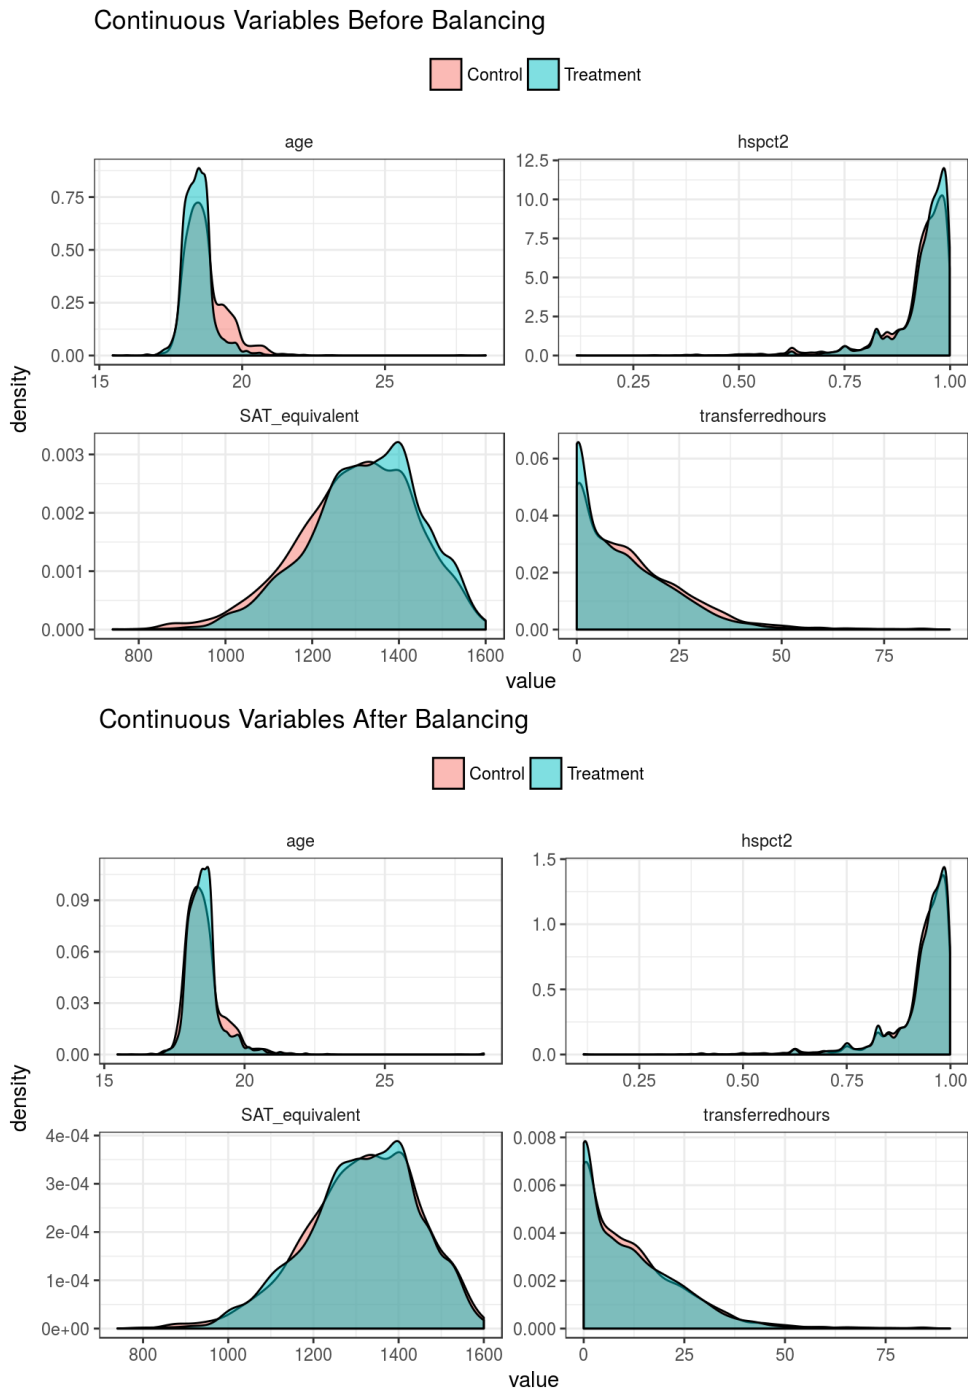 Continuous Variables Before Balancing
Control Treatment
age hspct2
0.75
0.50
0.25
0.00
15 20 25
12.5
10.0
7.5
5.0
2.5
0.0
0.25 0.50 0.75 1.00
density
SAT_equivalent transferredhours
0.003
0.002
0.001
0.000
800 1000 1200 1400 1600
0.06
0.04
0.02
0.00
0 25 50 75
value
Continuous Variables After Balancing
Control Treatment
age hspct2
0.09
0.06
0.03
0.00
15 20 25
1.5
1.0
0.5
0.0
0.25 0.50 0.75 1.00
density
SAT_equivalent transferredhours
4e-04
3e-04
2e-04
1e-04
0e+00
800 1000 1200 1400 1600
0.008
0.006
0.004
0.002
0.000
0 25 50 75
value